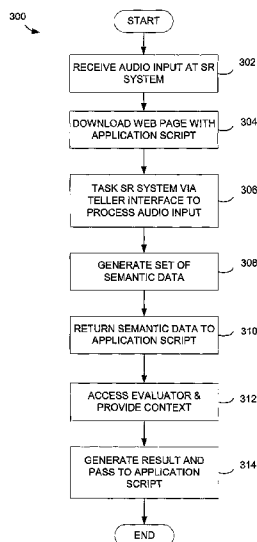 300
START
RECEIVE AUDIO INPUT AT SR
SYSTEM
302
DOWNLOAD WEB PAGE WITH
APPLICATION SCRIPT
304
TASK SR SYSTEM VIA
TELLER INTERFACE TO
PROCESS AUDIO INPUT
306
GENERATE SET OF
SEMANTIC DATA
308
RETURN SEMANTIC DATA TO
APPLICATION SCRIPT
310
ACCESS EVALUATOR &
PROVIDE CONTEXT
312
GENERATE RESULT AND
PASS TO APPLICATION
SCRIPT
314
END